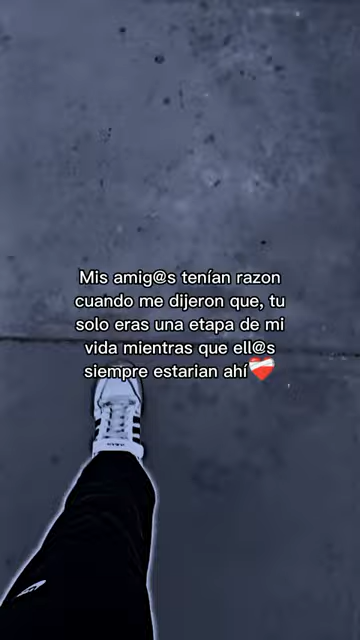 Mis amig@s tenían razon
cuando me dijeron que, tu
solo eras una etapa de mi
vida mientras que ell@s
siempre estarian ahí❤️‍🩹